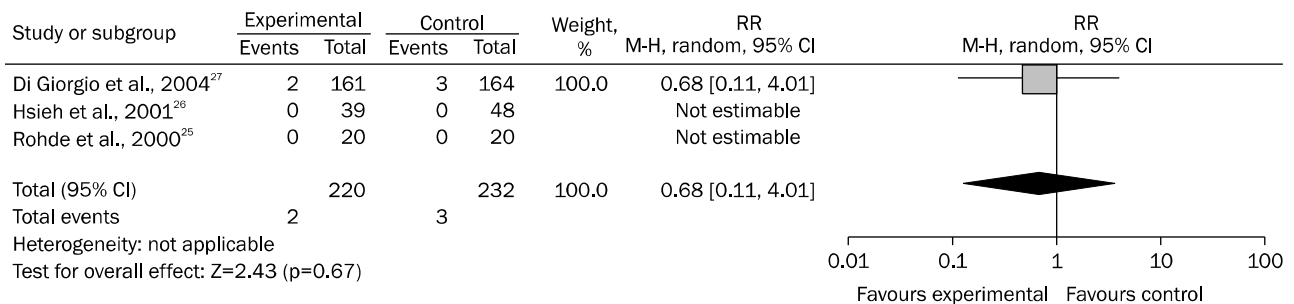 Study or subgroup Experimental Control Weight, % RR M-H, random, 95% CI RR M-H, random, 95% CI
Events Total Events Total
Di Giorgio et al., 2004²⁷ 2 161 3 164 100.0 0.68 [0.11, 4.01]
Hsieh et al., 2001²⁶ 0 39 0 48 Not estimable
Rohde et al., 2000²⁵ 0 20 0 20 Not estimable
Total (95% CI) 220 232 100.0 0.68 [0.11, 4.01]
Total events 2 3
Heterogeneity: not applicable
Test for overall effect: Z=2.43 (p=0.67)
0.01 0.1 1 10 100
Favours experimental Favours control